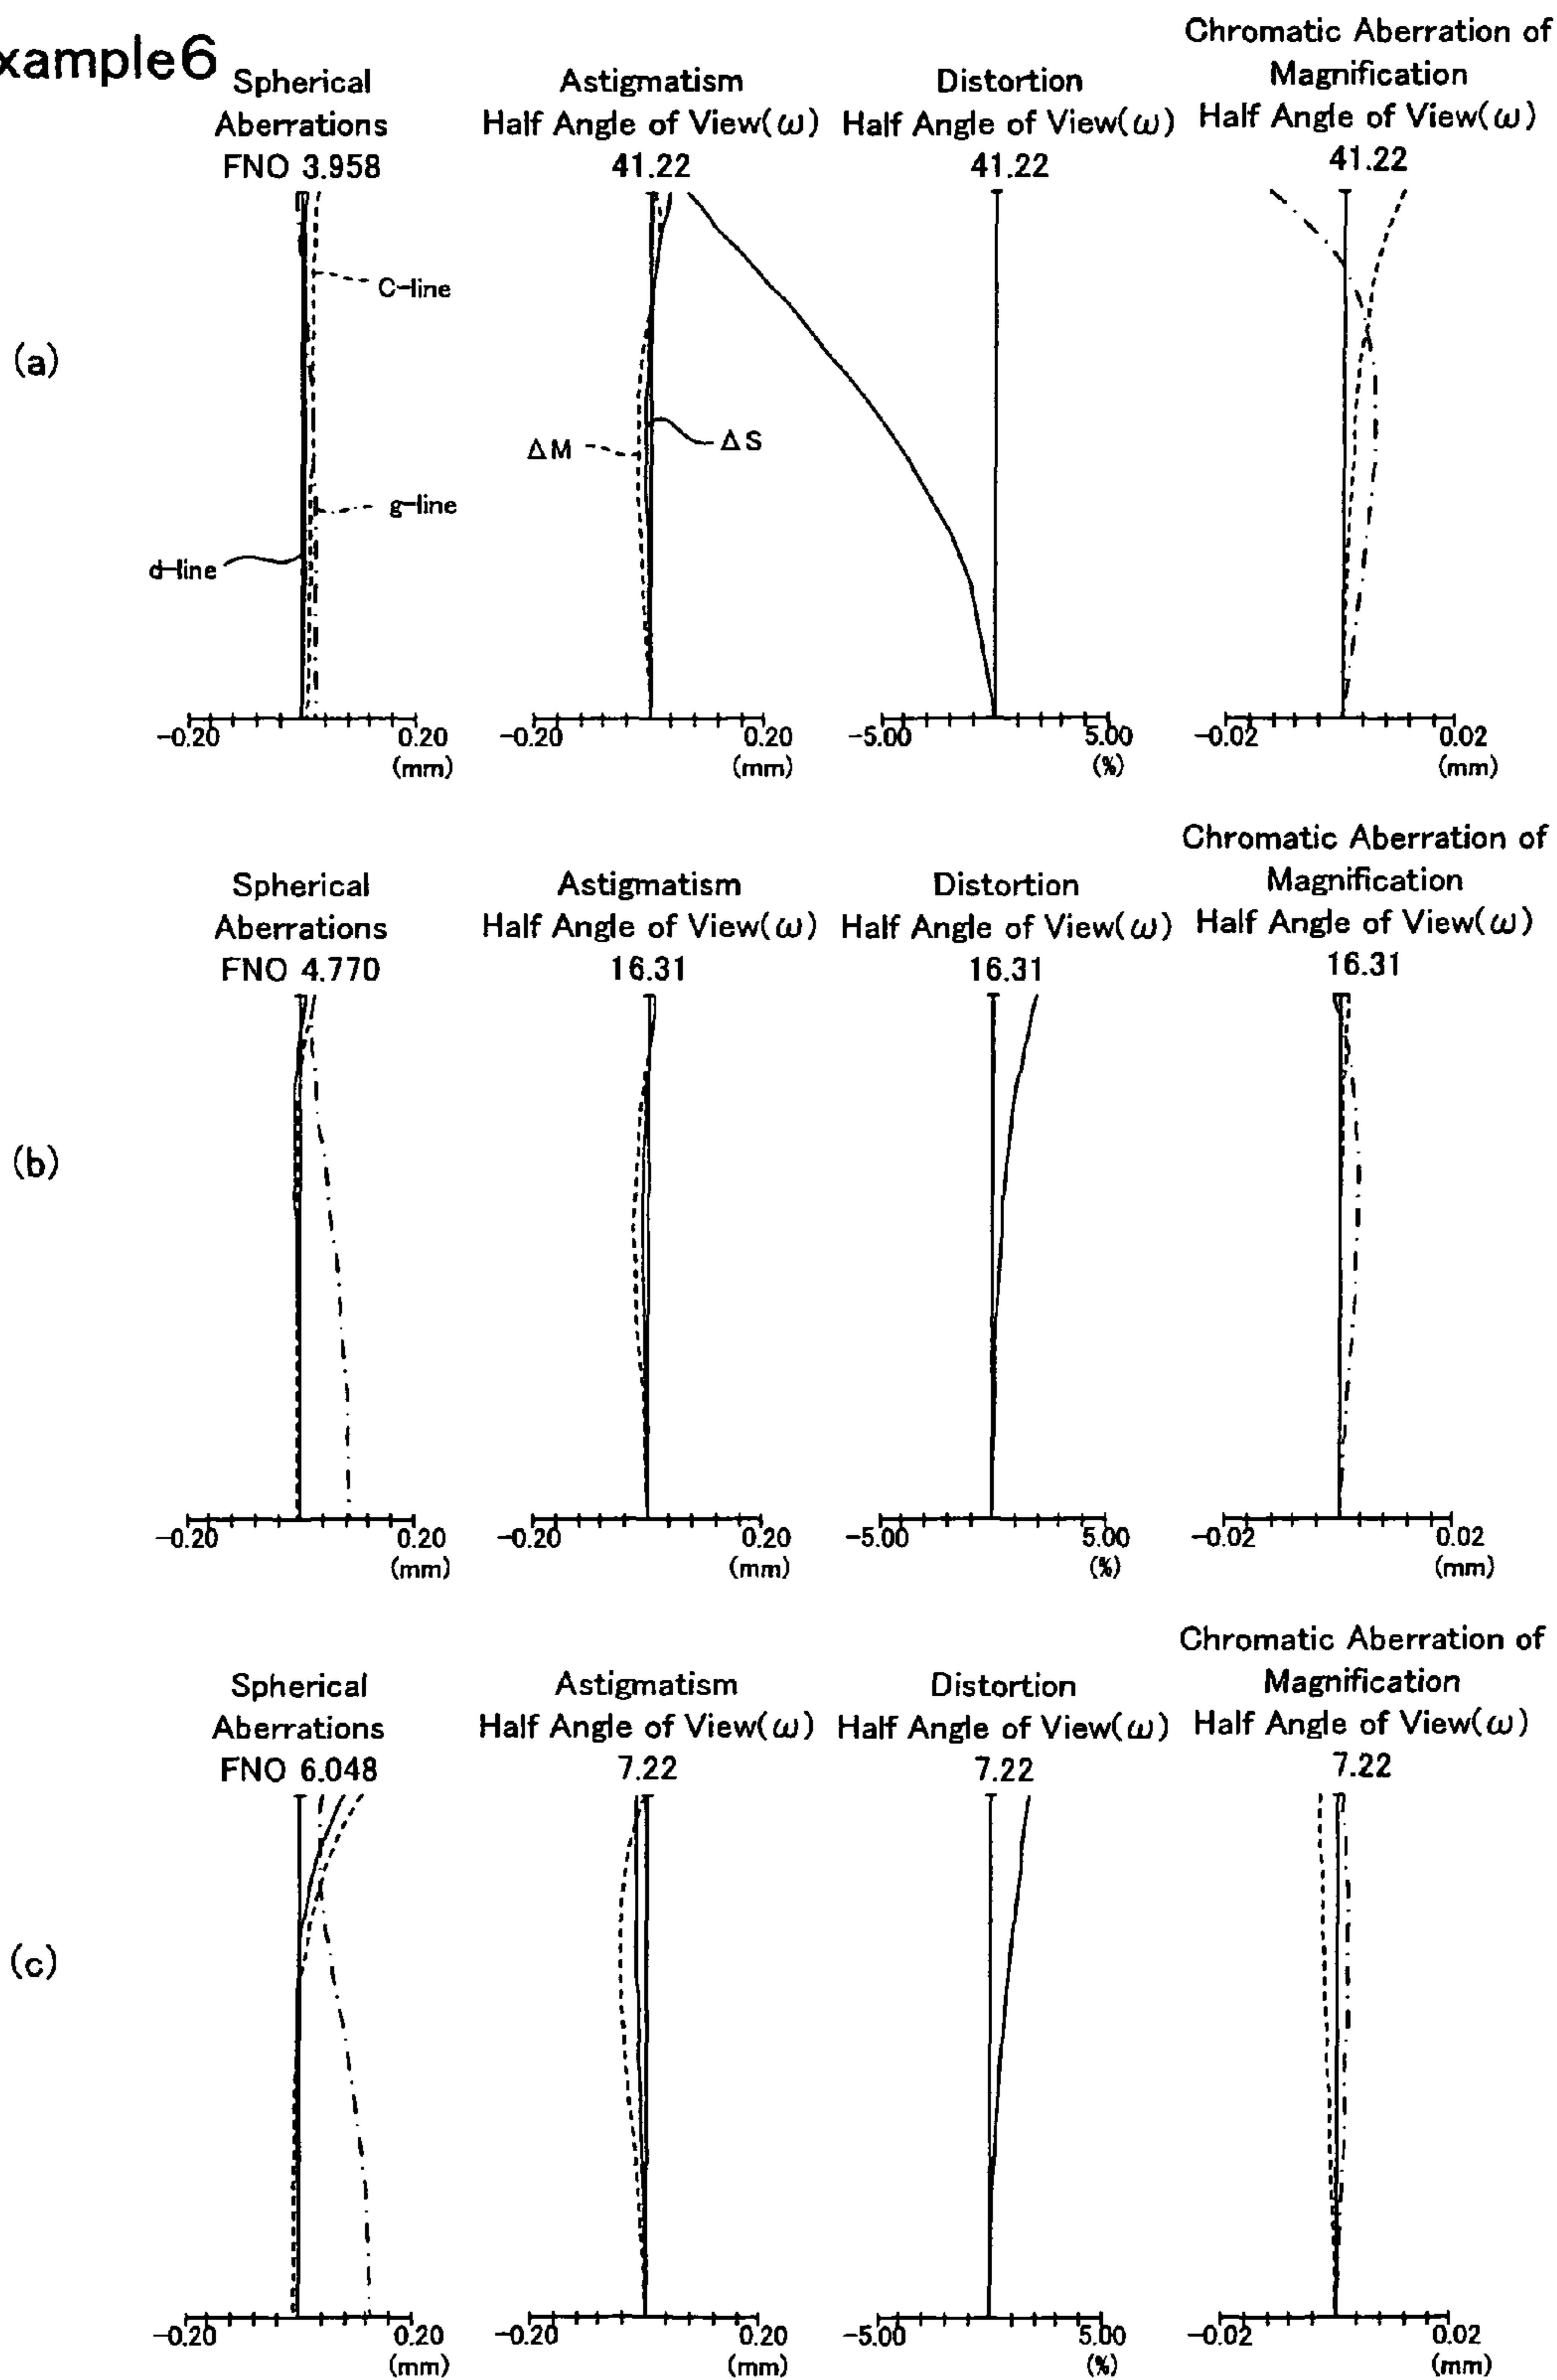 xample6
Spherical
Aberrations
FNO 3.958
Astigmatism
Half Angle of View(ω)
41.22
Distortion
Half Angle of View(ω)
41.22
Chromatic Aberration of
Magnification
Half Angle of View(ω)
41.22
(a)
C-line
g-line
d-line
ΔM
ΔS
-0.20
0.20
(mm)
-0.20
0.20
(mm)
-5.00
5.00
(%)
-0.02
0.02
(mm)
Spherical
Aberrations
FNO 4.770
Astigmatism
Half Angle of View(ω)
16.31
Distortion
Half Angle of View(ω)
16.31
Chromatic Aberration of
Magnification
Half Angle of View(ω)
16.31
(b)
-0.20
0.20
(mm)
-0.20
0.20
(mm)
-5.00
5.00
(%)
-0.02
0.02
(mm)
Spherical
Aberrations
FNO 6.048
Astigmatism
Half Angle of View(ω)
7.22
Distortion
Half Angle of View(ω)
7.22
Chromatic Aberration of
Magnification
Half Angle of View(ω)
7.22
(c)
-0.20
0.20
(mm)
-0.20
0.20
(mm)
-5.00
5.00
(%)
-0.02
0.02
(mm)